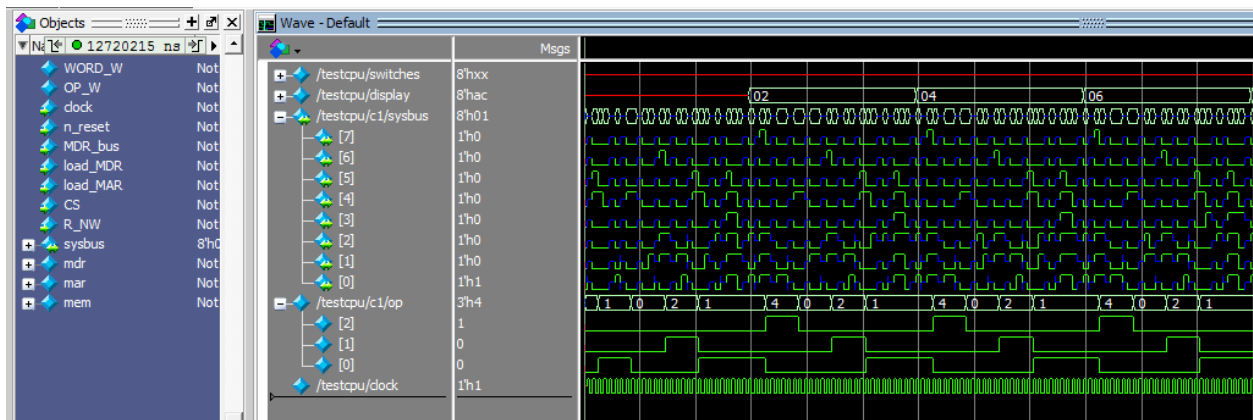 Objects
Wave - Default
12720215 ns
Msgs
WORD_W Not
OP_W Not
clock Not
n_reset Not
MDR_bus Not
load_MDR Not
load_MAR Not
CS Not
R_NW Not
sysbus 8'h0
mdr Not
mar Not
mem Not
/testcpu/switches 8'hxx
/testcpu/display 8'hac 02 04 06
/testcpu/c1/sysbus 8'h01
[7] 1'h0
[6] 1'h0
[5] 1'h0
[4] 1'h0
[3] 1'h0
[2] 1'h0
[1] 1'h0
[0] 1'h1
/testcpu/c1/op 3'h4 1 0 2 1 4 0 2 1 4 0 2 1 4 0 2 1
[2] 1
[1] 0
[0] 0
/testcpu/clock 1'h1